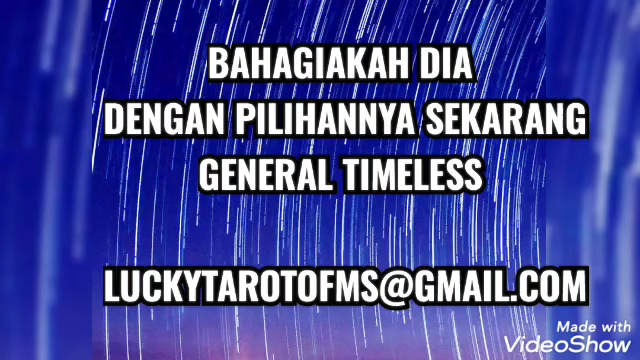 BAHAGIAKAH DIA
DENGAN PILIHANNYA SEKARANG
GENERAL TIMELESS
LUCKYTAROTOFMS@GMAIL.COM
Made with
VideoShow